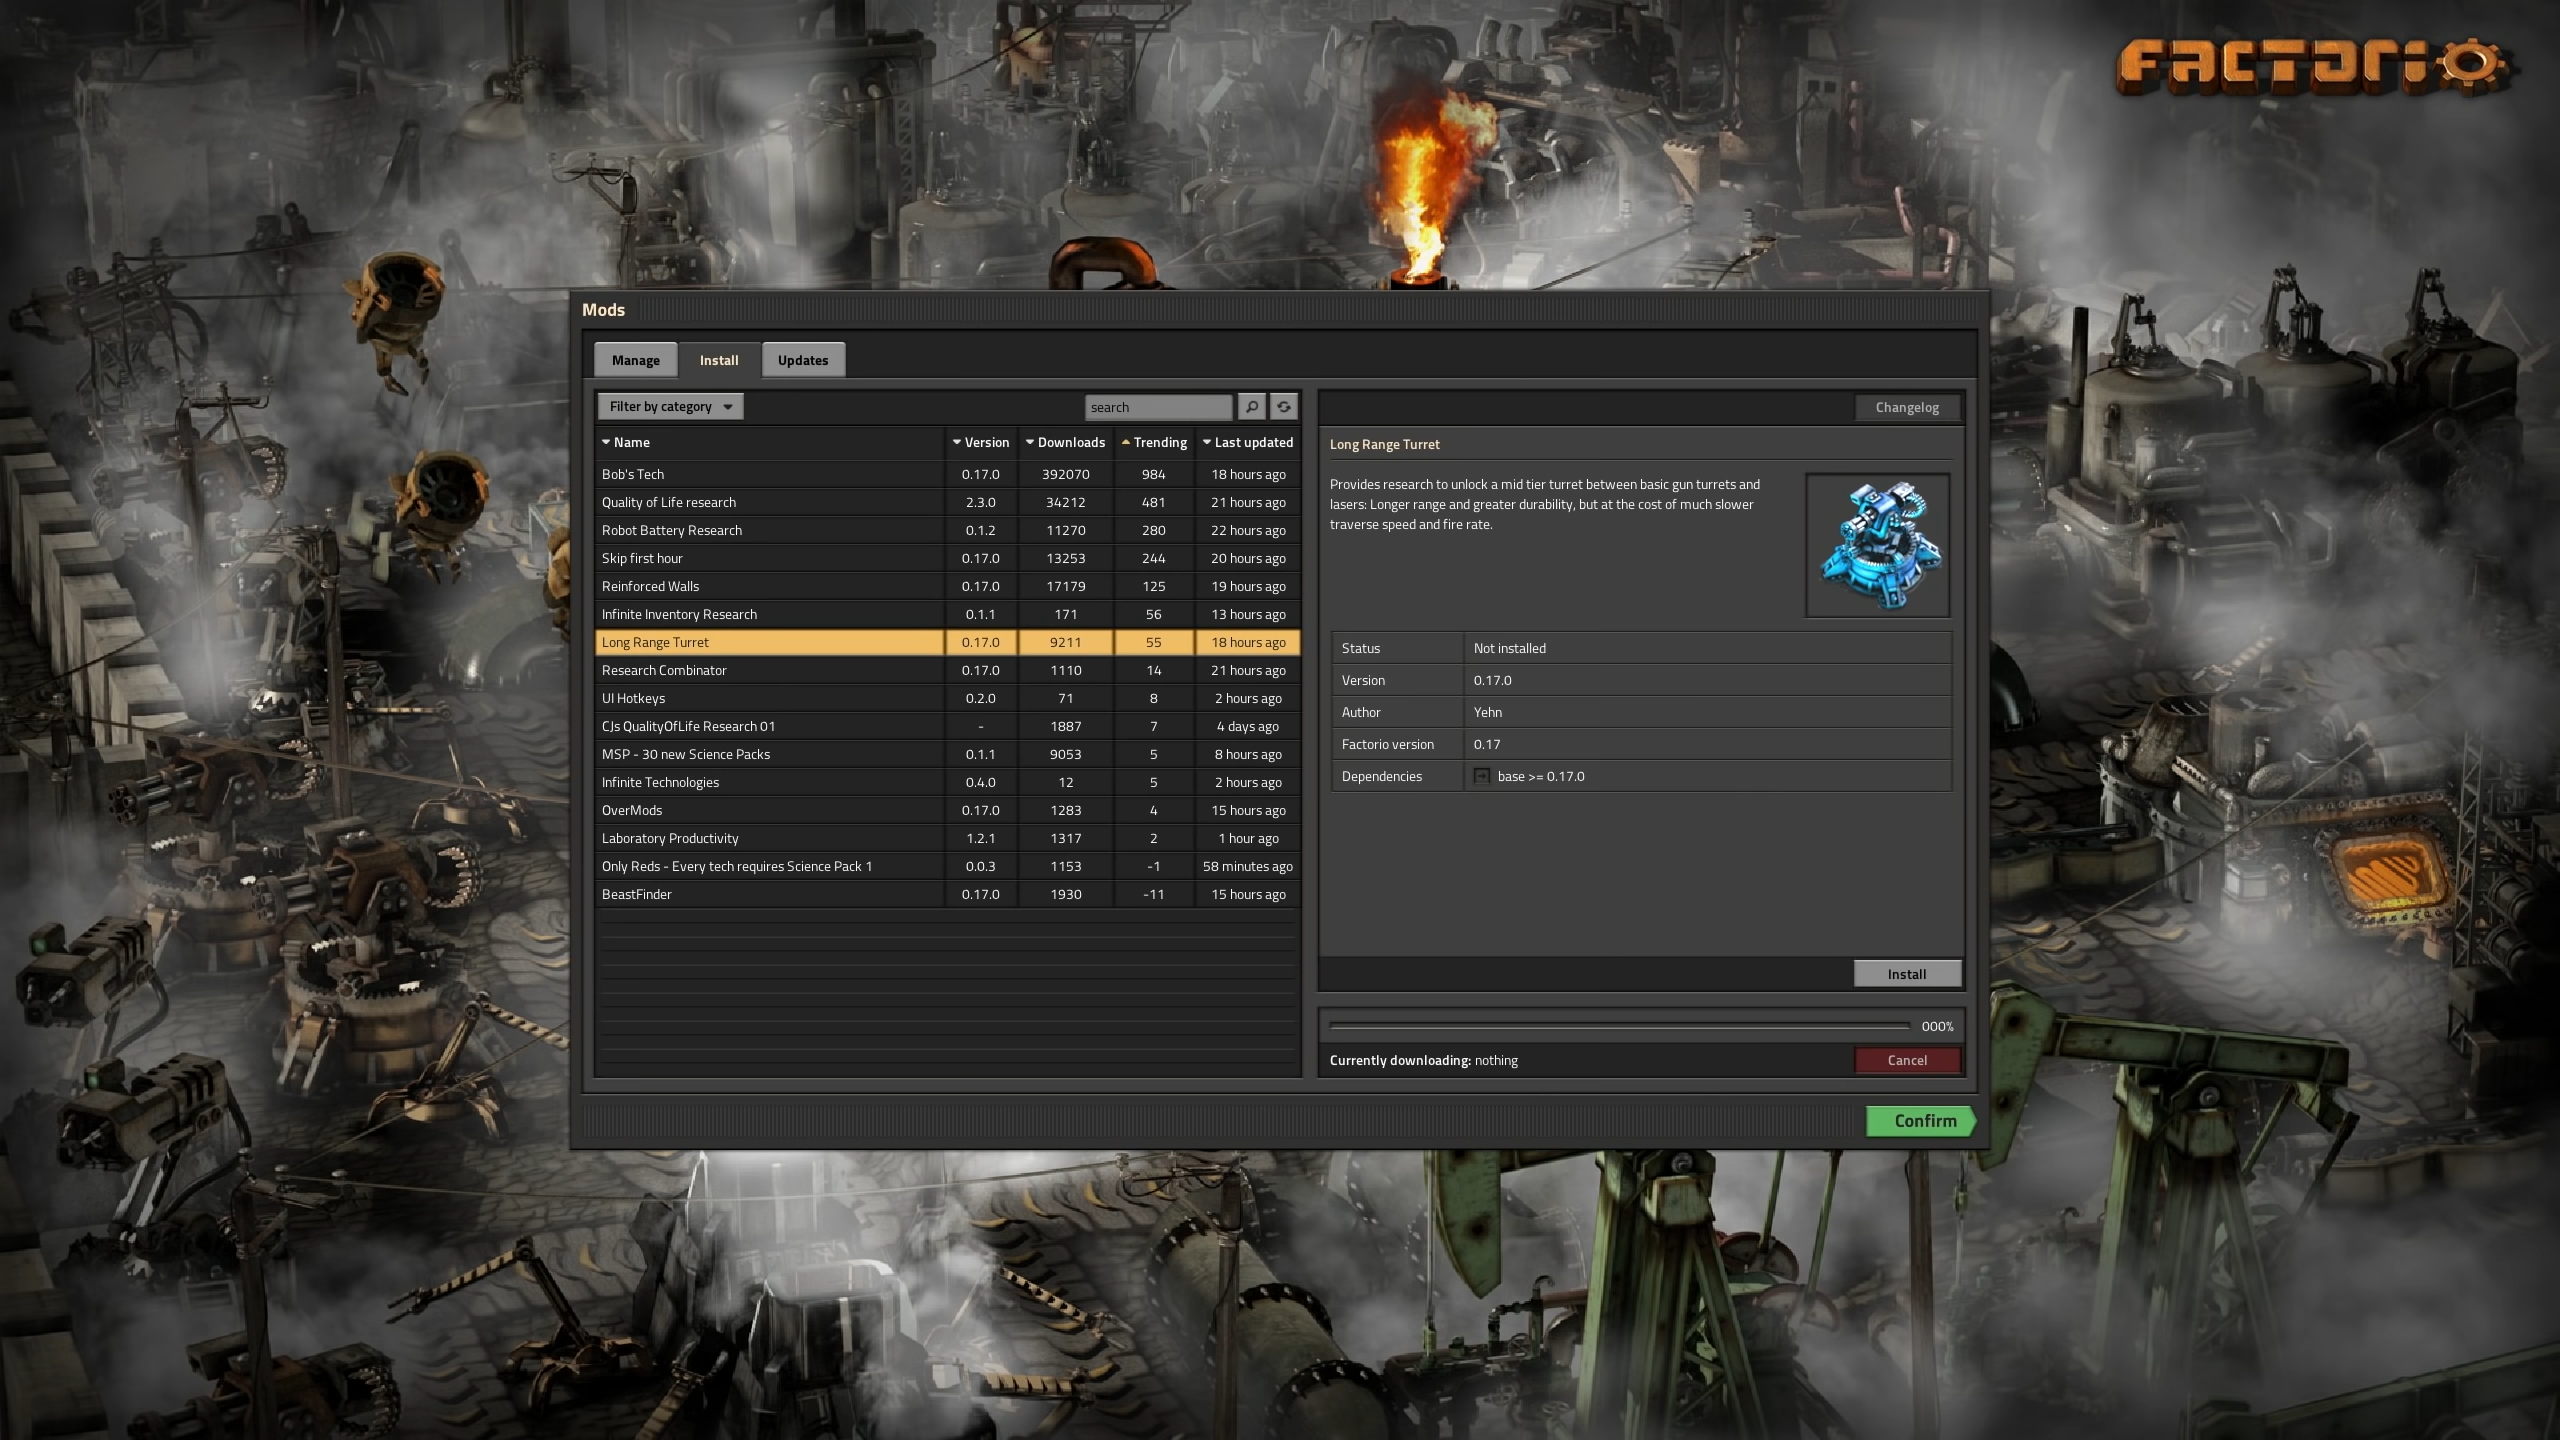 FACTORIO
Mods
Manage Install Updates
Filter by category search Changelog
Name Version Downloads Trending Last updated
Bob's Tech 0.17.0 392070 984 18 hours ago
Quality of Life research 2.3.0 34212 481 21 hours ago
Robot Battery Research 0.1.2 11270 280 22 hours ago
Skip first hour 0.17.0 13253 244 20 hours ago
Reinforced Walls 0.17.0 17179 125 19 hours ago
Infinite Inventory Research 0.1.1 171 56 13 hours ago
Long Range Turret 0.17.0 9211 55 18 hours ago
Research Combinator 0.17.0 1110 14 21 hours ago
UI Hotkeys 0.2.0 71 8 2 hours ago
CJs QualityOfLife Research 01 - 1887 7 4 days ago
MSP - 30 new Science Packs 0.1.1 9053 5 8 hours ago
Infinite Technologies 0.4.0 12 5 2 hours ago
OverMods 0.17.0 1283 4 15 hours ago
Laboratory Productivity 1.2.1 1317 2 1 hour ago
Only Reds - Every tech requires Science Pack 1 0.0.3 1153 -1 58 minutes ago
BeastFinder 0.17.0 1930 -11 15 hours ago
Long Range Turret
Provides research to unlock a mid tier turret between basic gun turrets and
lasers: Longer range and greater durability, but at the cost of much slower
traverse speed and fire rate.
Status Not installed
Version 0.17.0
Author Yehn
Factorio version 0.17
Dependencies base >= 0.17.0
Install
000%
Currently downloading: nothing Cancel
Confirm